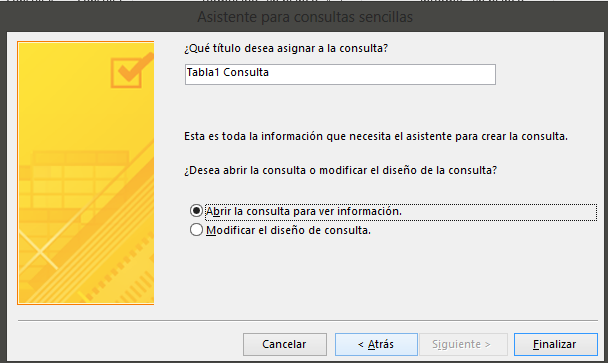 Asistente para consultas sencillas
¿Qué título desea asignar a la consulta?
Tabla1 Consulta
Esta es toda la información que necesita el asistente para crear la consulta.
¿Desea abrir la consulta o modificar el diseño de la consulta?
Abrir la consulta para ver información.
Modificar el diseño de consulta.
Cancelar
< Atrás
Siguiente >
Finalizar